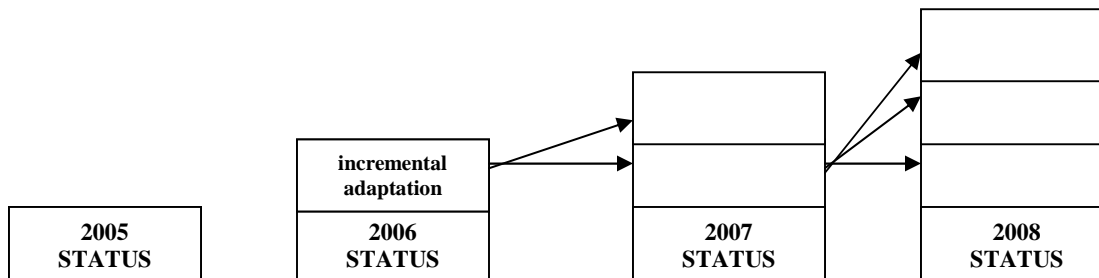 incremental
adaptation
2005
STATUS
2006
STATUS
2007
STATUS
2008
STATUS